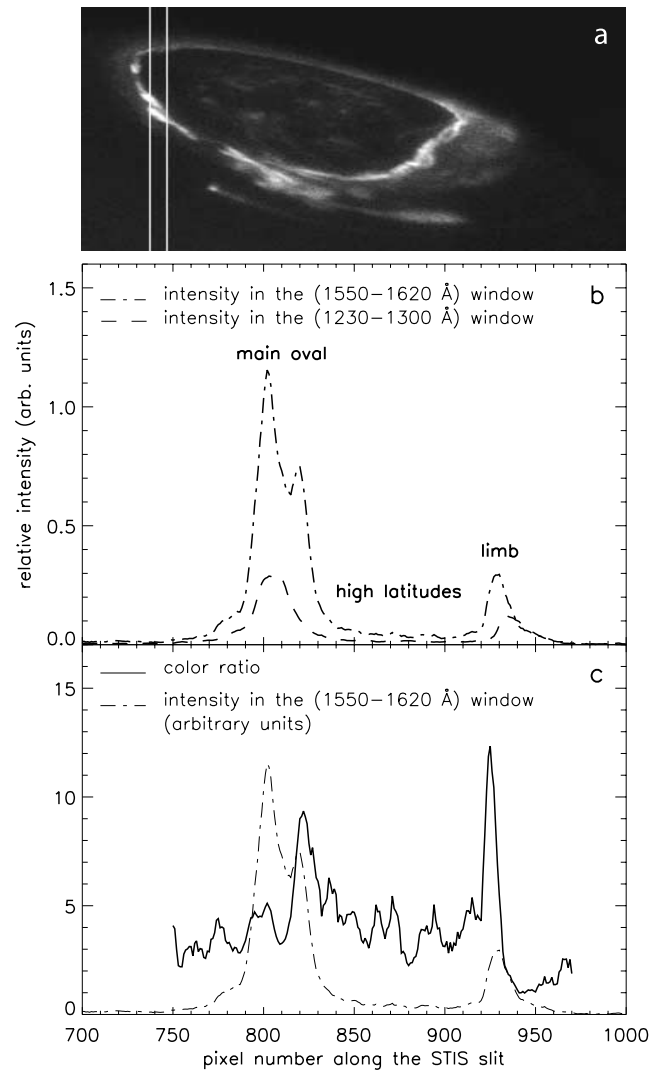 a
1.5
1.0
0.5
0.0
relative intensity (arb. units)
intensity in the (1550−1620 Å) window
intensity in the (1230−1300 Å) window
b
main oval
limb
high latitudes
15
10
5
0
color ratio
c
intensity in the (1550−1620 Å) window
(arbitrary units)
700 750 800 850 900 950 1000
pixel number along the STIS slit